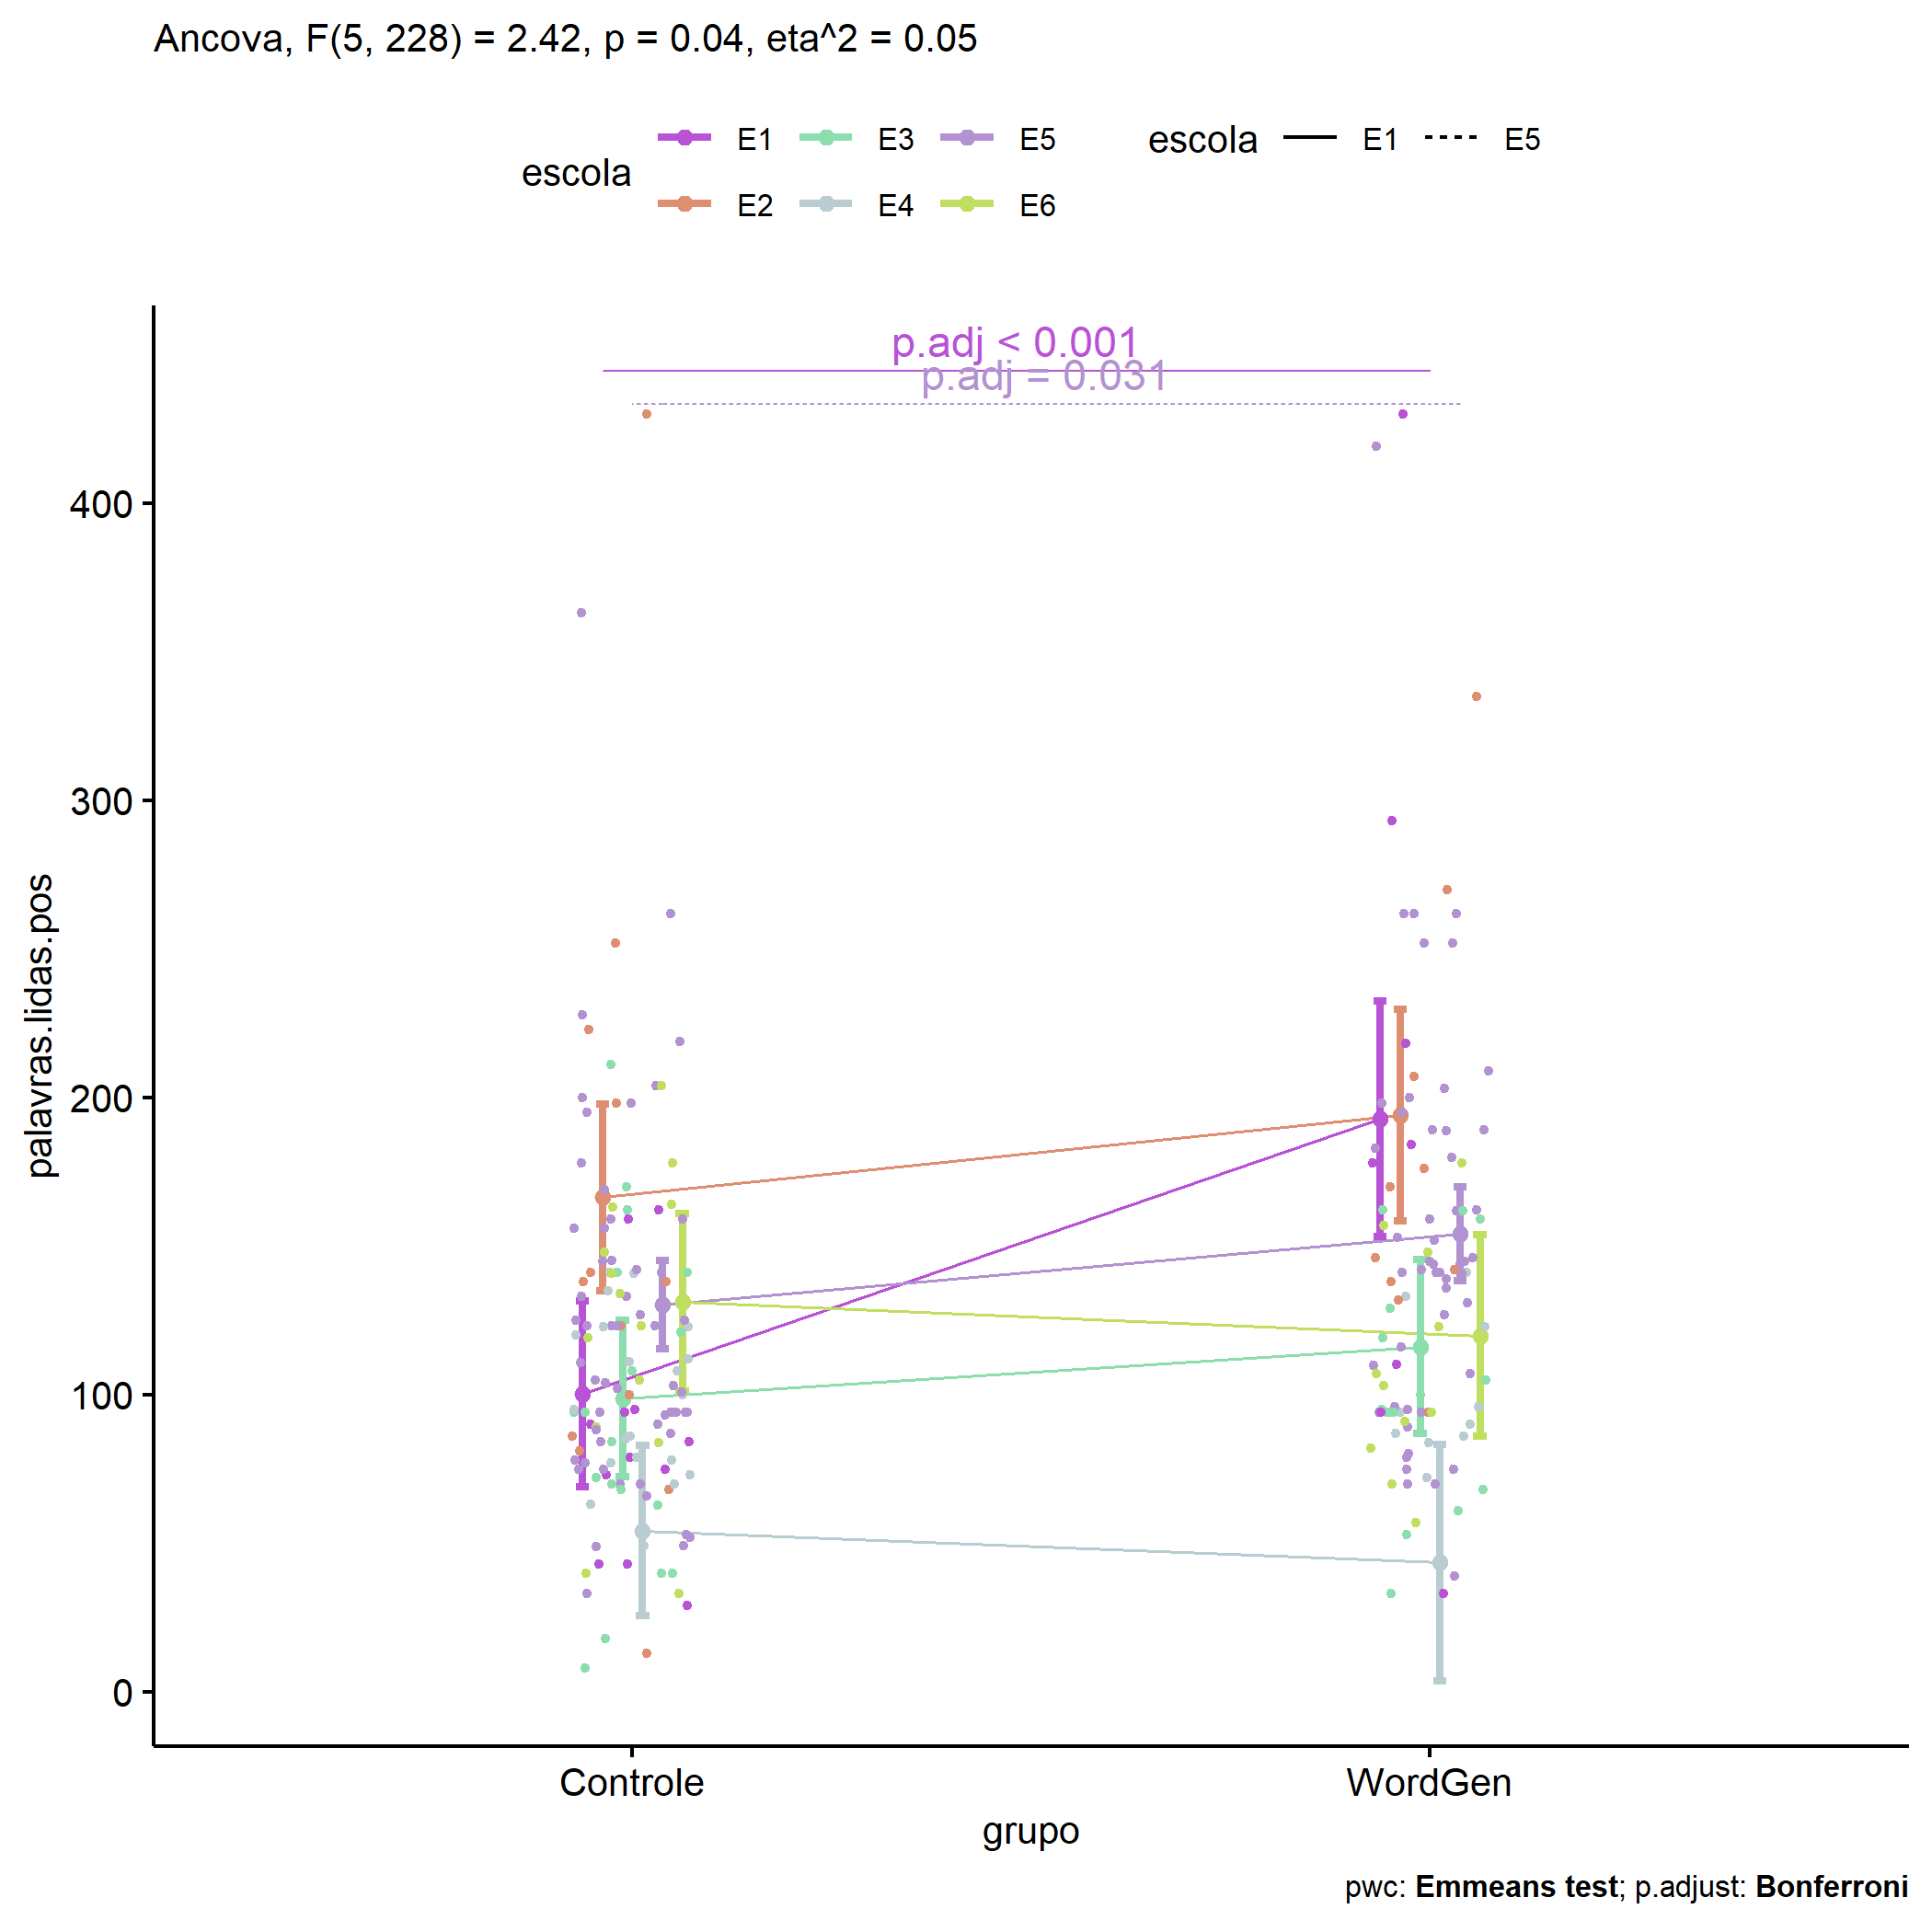 Ancova, F(5, 228) = 2.42, p = 0.04, eta^2 = 0.05
escola E1 E3 E5 escola E1 E5
E2 E4 E6
p.adj < 0.001
p.adj = 0.031
400
300
200
100
0
palavras.lidas.pos
Controle WordGen
grupo
pwc: Emmeans test; p.adjust: Bonferroni